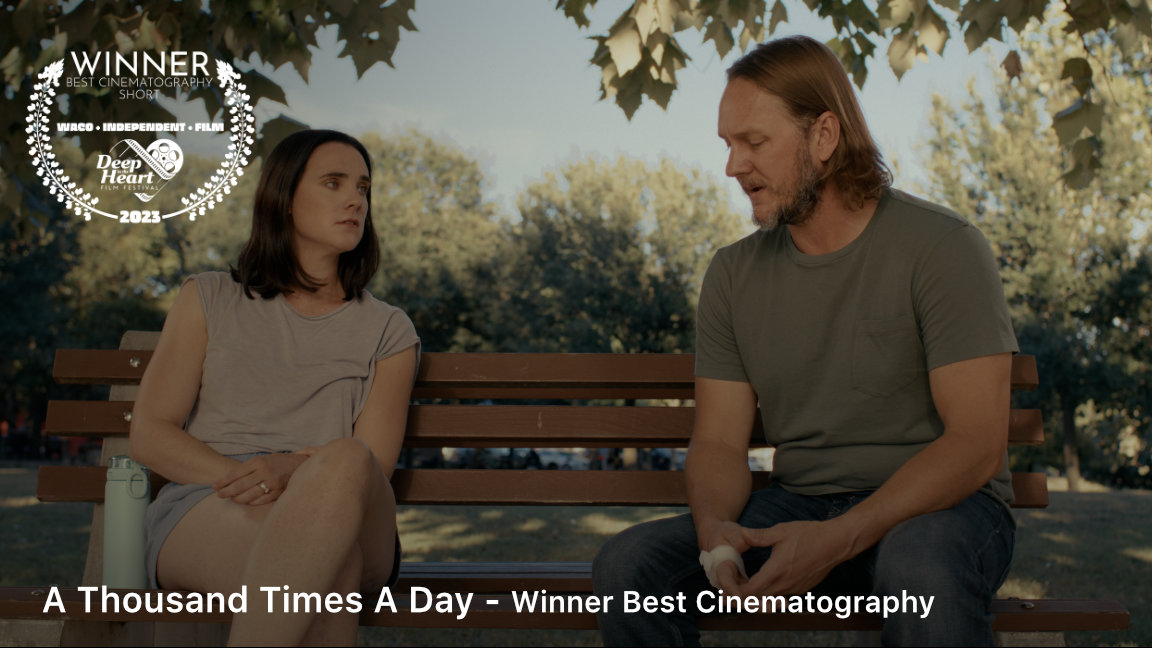 WINNER
BEST CINEMATOGRAPHY
SHORT
WACO • INDEPENDENT • FILM
Deep
in the
Heart
FILM FESTIVAL
2023
A Thousand Times A Day - Winner Best Cinematography